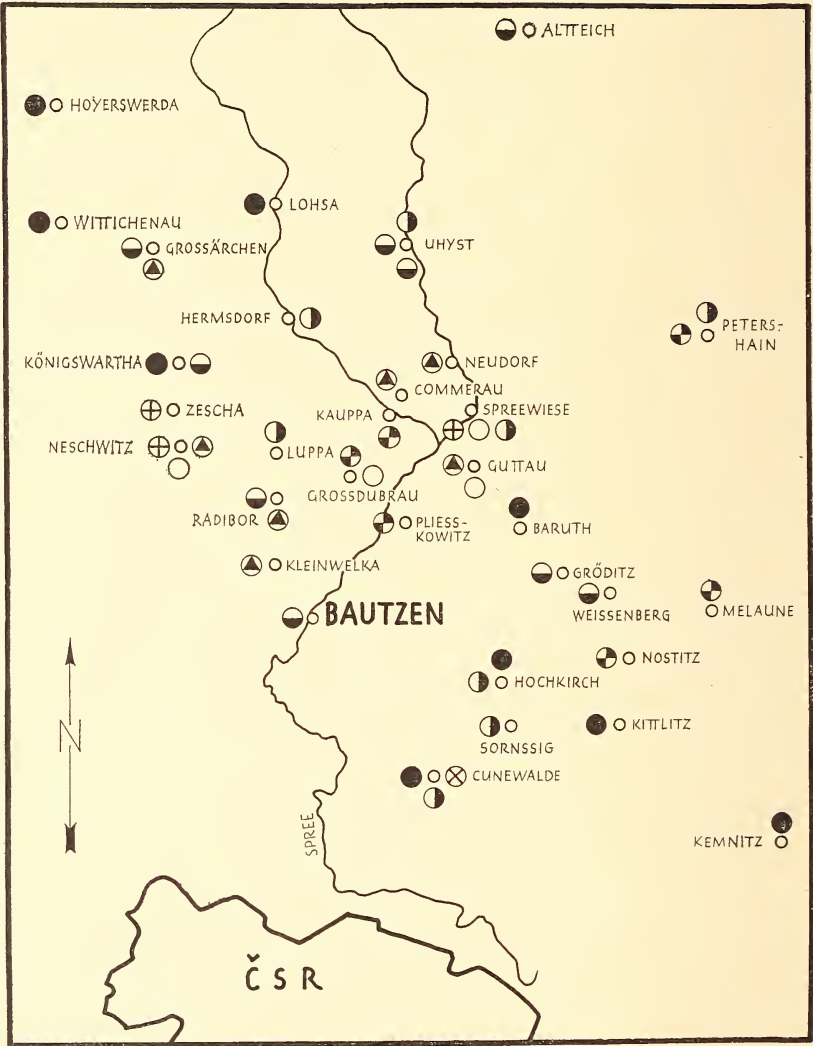 ALTTEICH
HOYERSWERDA
LOHSA
WITTICHENAU
GROSSÄRCHEN
UHYST
HERMSDORF
PETERS-
HAIN
KÖNIGSWARTHA
NEUDORF
COMMERAU
ZESCHA
KAUPPA
SPREEWIESE
NESCHWITZ
LUPPA
GUTTAU
GROSSDUBRAU
RADIBOR
PLIESS-
KOWITZ
BARUTH
KLEINWELKA
GRÖDITZ
BAUTZEN
WEISSENBERG
MELAUNE
NOSTITZ
HOCHKIRCH
N
KITTLITZ
SORNSSIG
CUNEWALDE
SPREE
KEMNITZ
ČSR